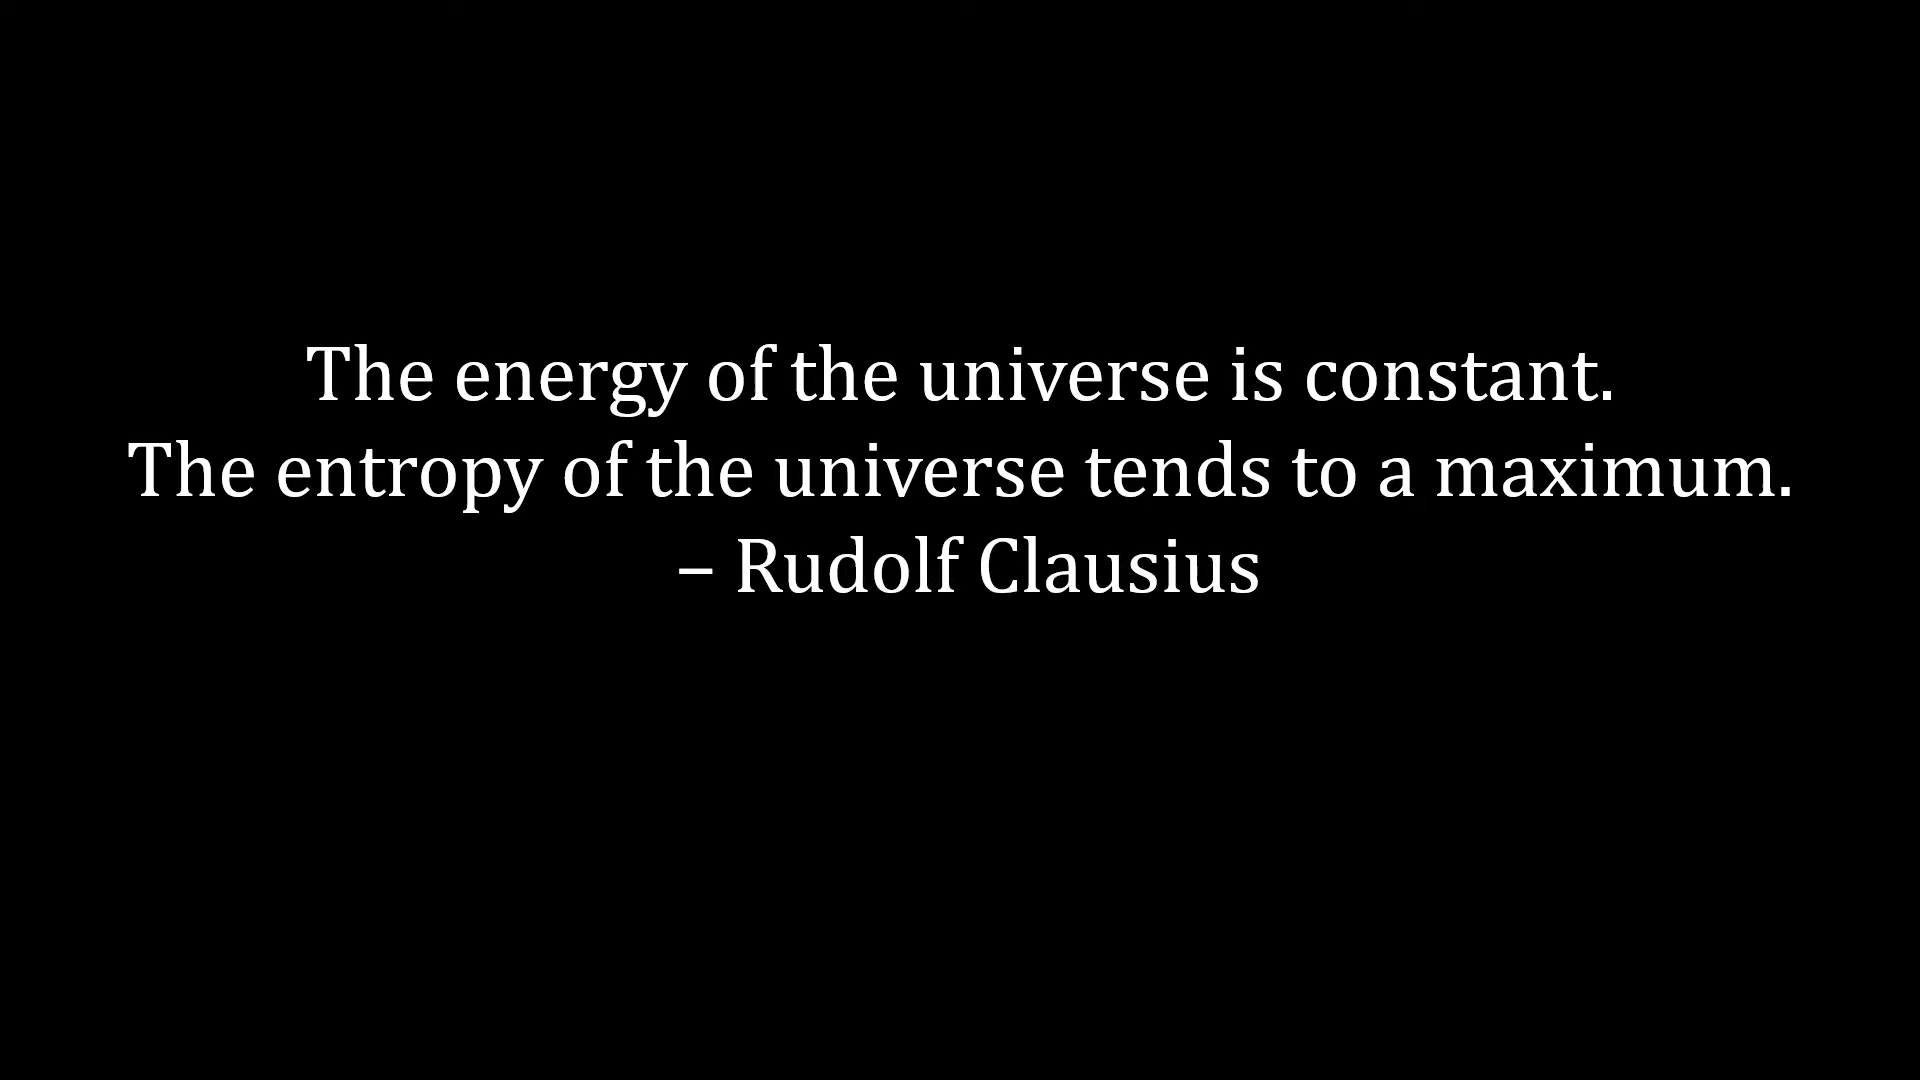 The energy of the universe is constant.
The entropy of the universe tends to a maximum.
– Rudolf Clausius